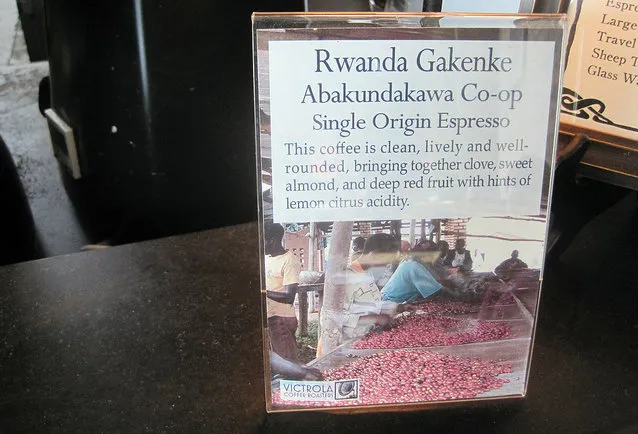 Rwanda Gakenke
Abakundakawa Co-op
Single Origin Espresso
This coffee is clean, lively and well-
rounded, bringing together clove, sweet
almond, and deep red fruit with hints of
lemon citrus acidity.
VICTROLA
COFFEE ROASTERS
Espre
Large
Travel
Sheep T
Glass W